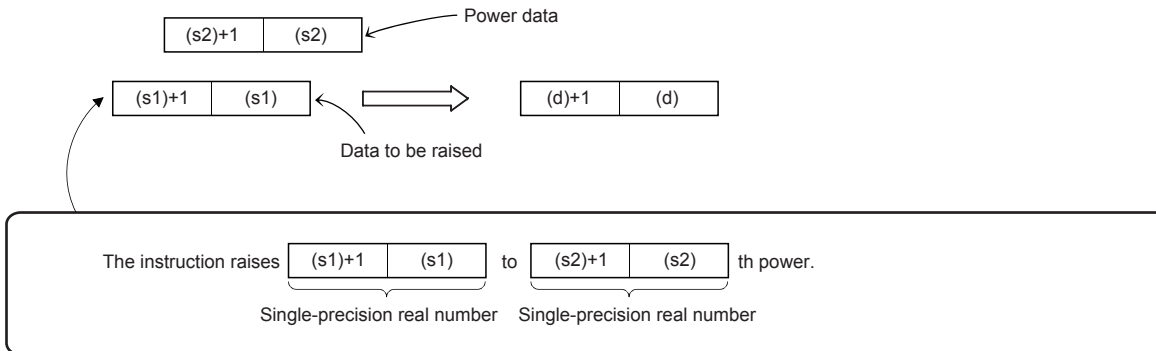 Power data
(s2)+1 (s2)
(s1)+1 (s1) (d)+1 (d)
Data to be raised
The instruction raises (s1)+1 (s1) to (s2)+1 (s2) th power.
Single-precision real number Single-precision real number